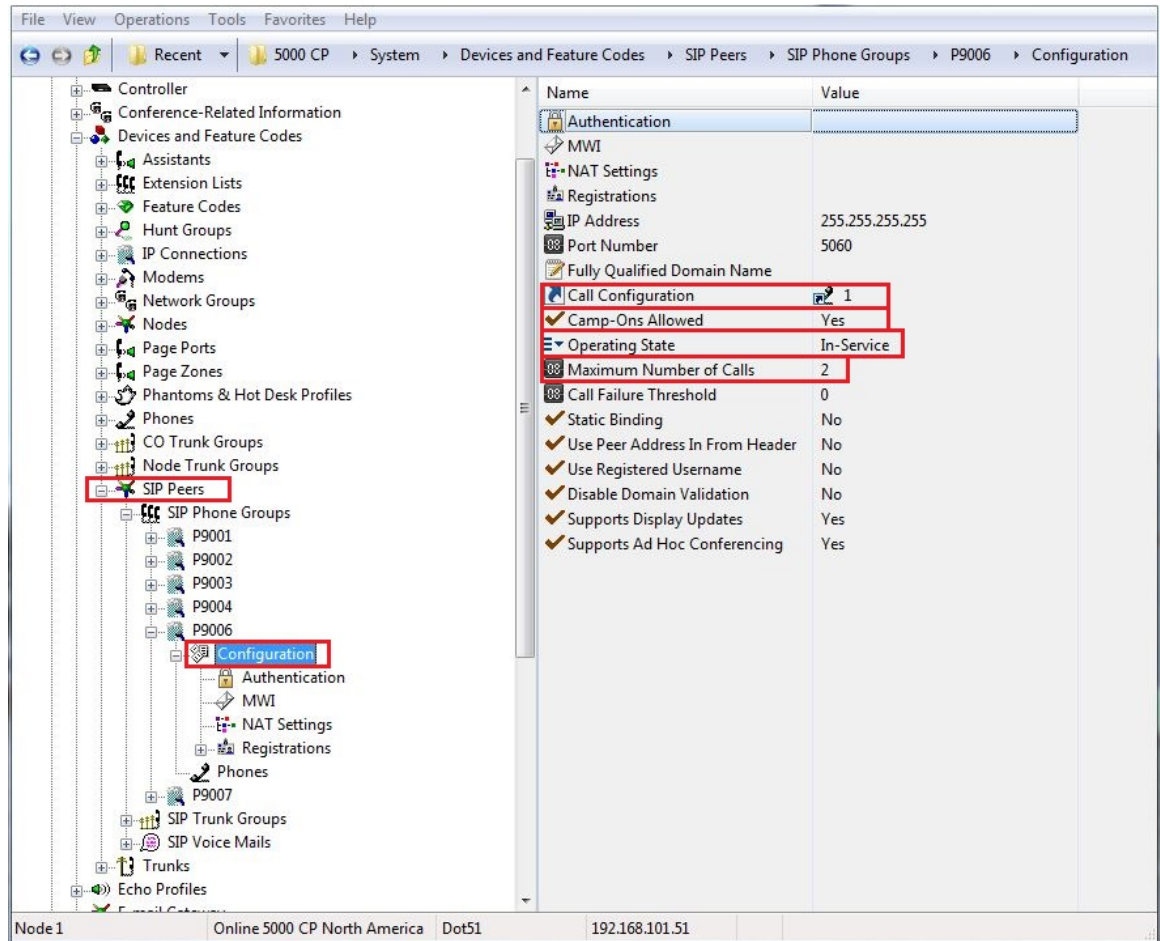 File View Operations Tools Favorites Help
Recent 5000 CP System Devices and Feature Codes SIP Peers SIP Phone Groups P9006 Configuration
Controller
Conference-Related Information
Devices and Feature Codes
Assistants
Extension Lists
Feature Codes
Hunt Groups
IP Connections
Modems
Network Groups
Nodes
Page Ports
Page Zones
Phantoms & Hot Desk Profiles
Phones
CO Trunk Groups
Node Trunk Groups
SIP Peers
SIP Phone Groups
P9001
P9002
P9003
P9004
P9006
Configuration
Authentication
MWI
NAT Settings
Registrations
Phones
P9007
SIP Trunk Groups
SIP Voice Mails
Trunks
Echo Profiles
Name Value
Authentication
MWI
NAT Settings
Registrations
IP Address 255.255.255.255
Port Number 5060
Fully Qualified Domain Name
Call Configuration 1
Camp-Ons Allowed Yes
Operating State In-Service
Maximum Number of Calls 2
Call Failure Threshold 0
Static Binding No
Use Peer Address In From Header No
Use Registered Username No
Disable Domain Validation No
Supports Display Updates Yes
Supports Ad Hoc Conferencing Yes
Node 1 Online 5000 CP North America Dot51 192.168.101.51